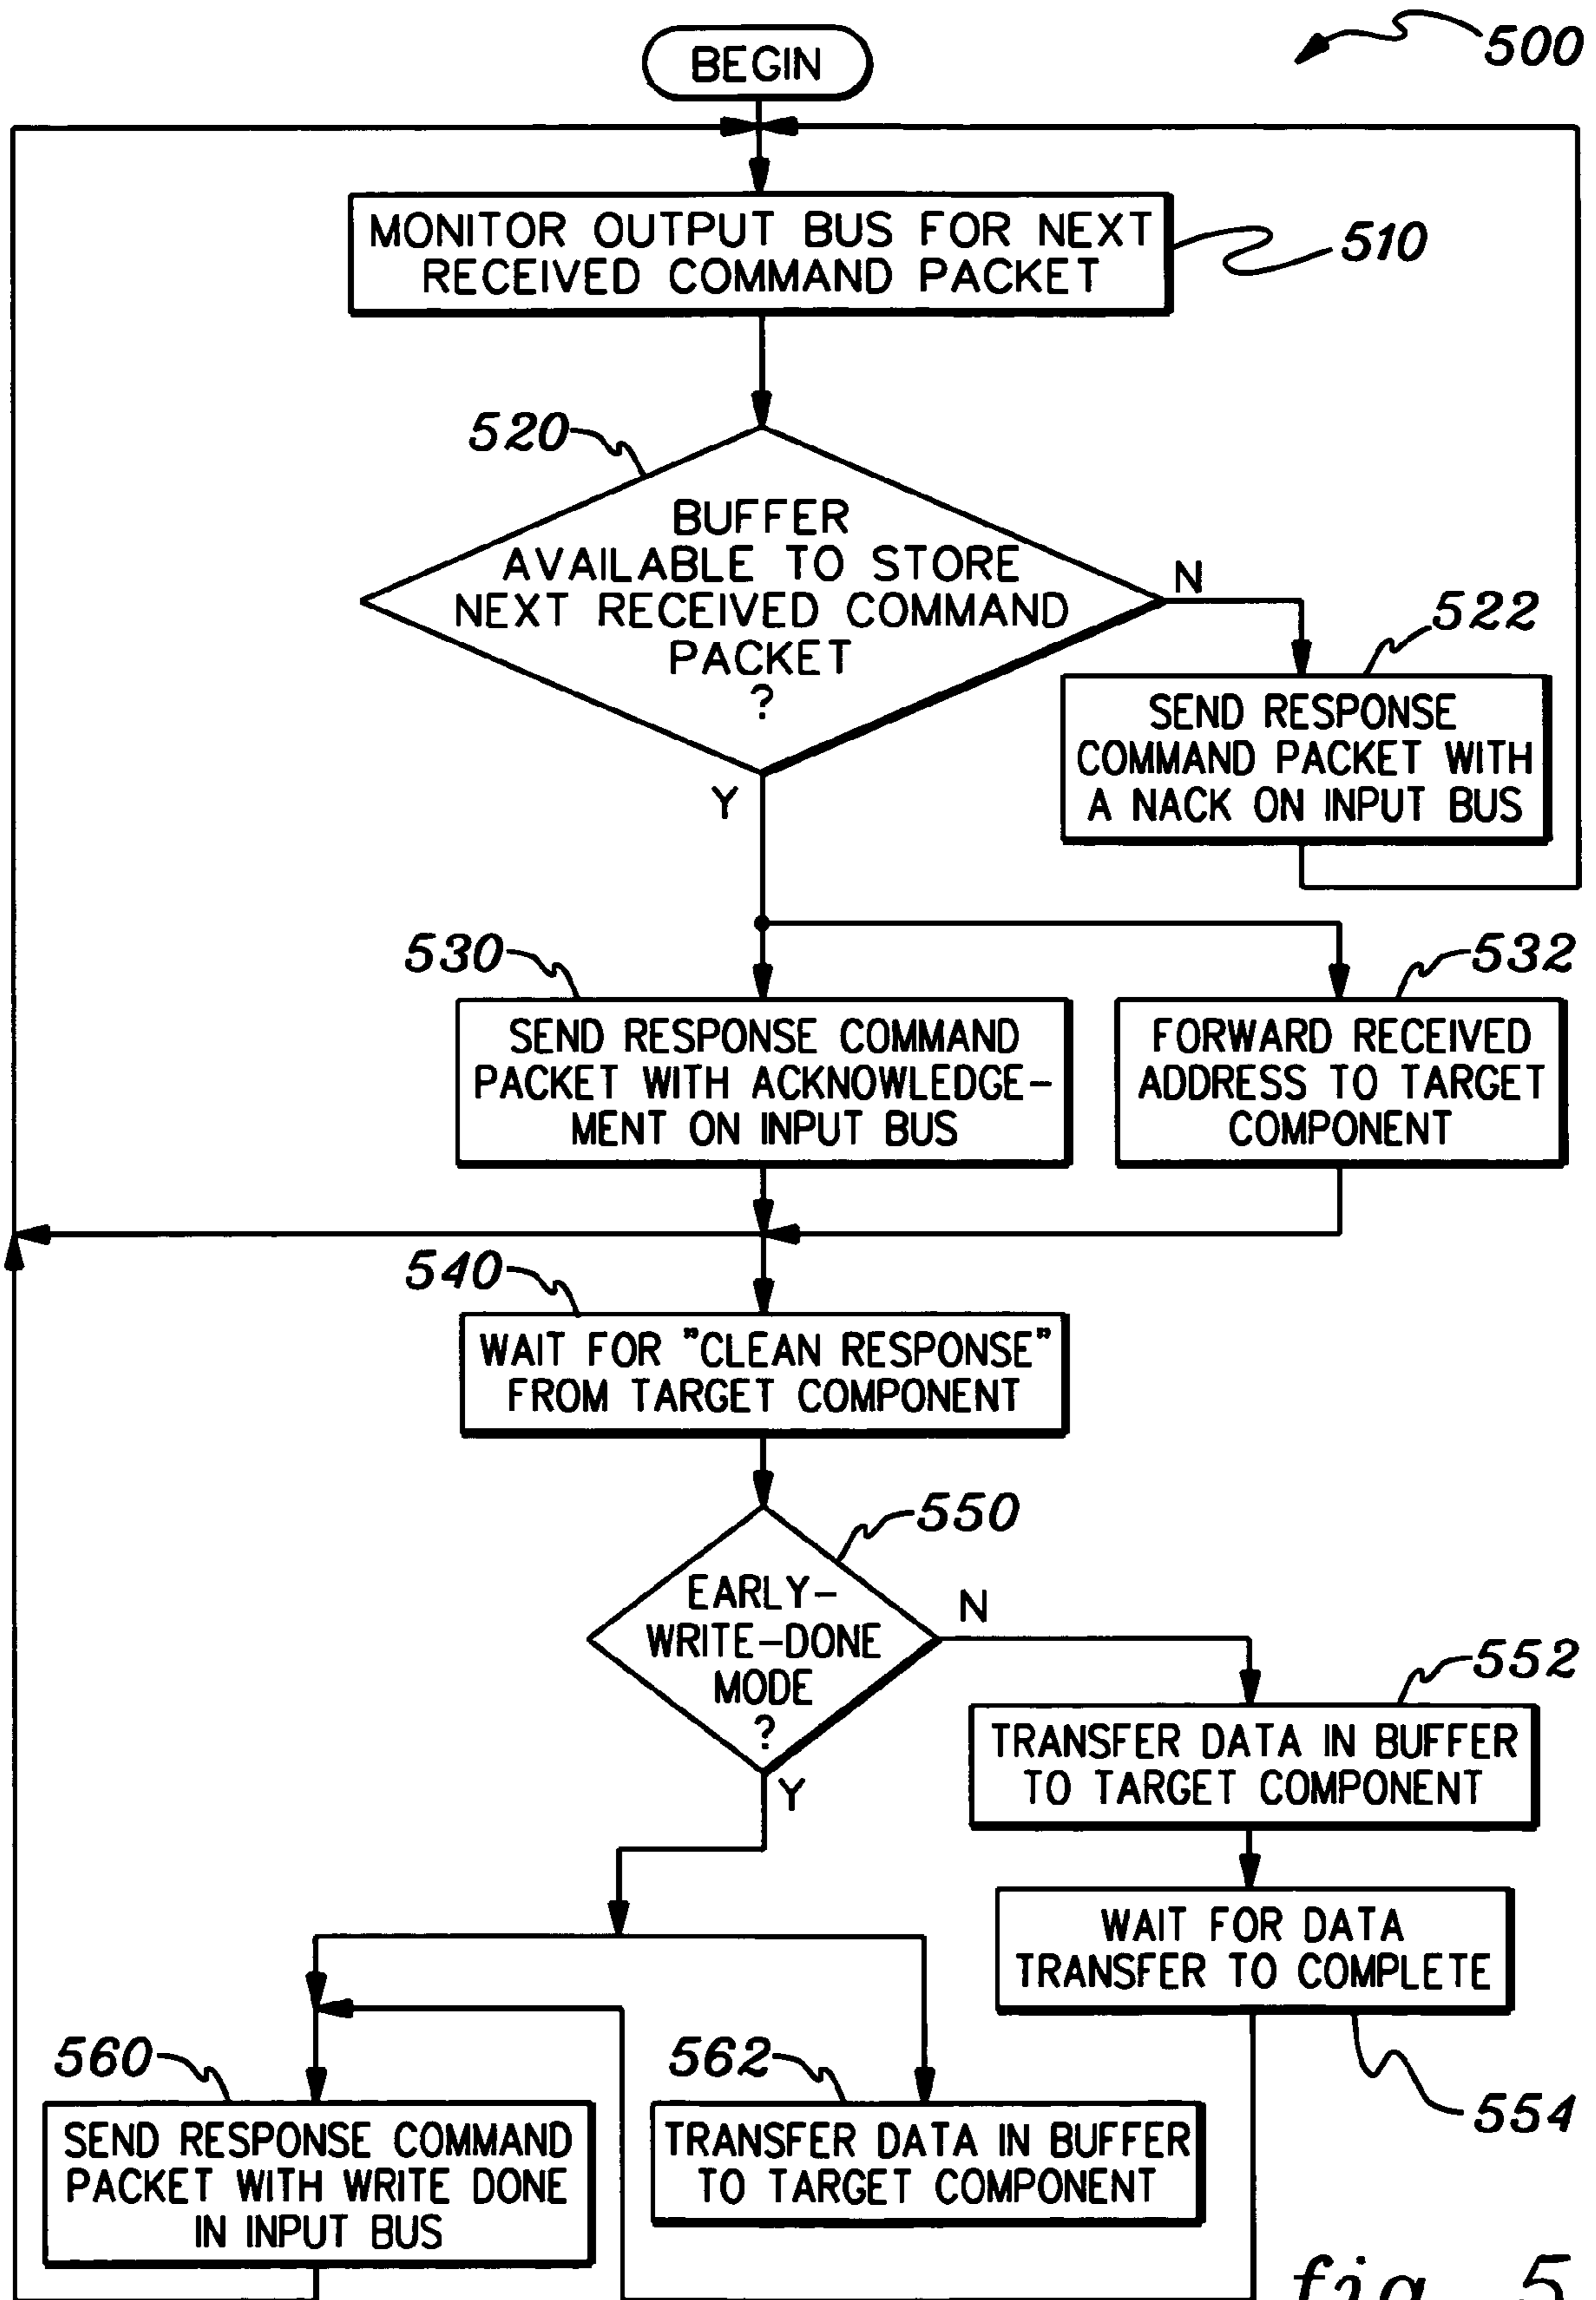 BEGIN
500
MONITOR OUTPUT BUS FOR NEXT
RECEIVED COMMAND PACKET
510
520
BUFFER
AVAILABLE TO STORE
NEXT RECEIVED COMMAND
PACKET
?
N
Y
522
SEND RESPONSE
COMMAND PACKET WITH
A NACK ON INPUT BUS
530
SEND RESPONSE COMMAND
PACKET WITH ACKNOWLEDGE-
MENT ON INPUT BUS
532
FORWARD RECEIVED
ADDRESS TO TARGET
COMPONENT
540
WAIT FOR "CLEAN RESPONSE"
FROM TARGET COMPONENT
550
EARLY-
WRITE-DONE
MODE
?
N
Y
552
TRANSFER DATA IN BUFFER
TO TARGET COMPONENT
WAIT FOR DATA
TRANSFER TO COMPLETE
554
560
SEND RESPONSE COMMAND
PACKET WITH WRITE DONE
IN INPUT BUS
562
TRANSFER DATA IN BUFFER
TO TARGET COMPONENT
fig. 5